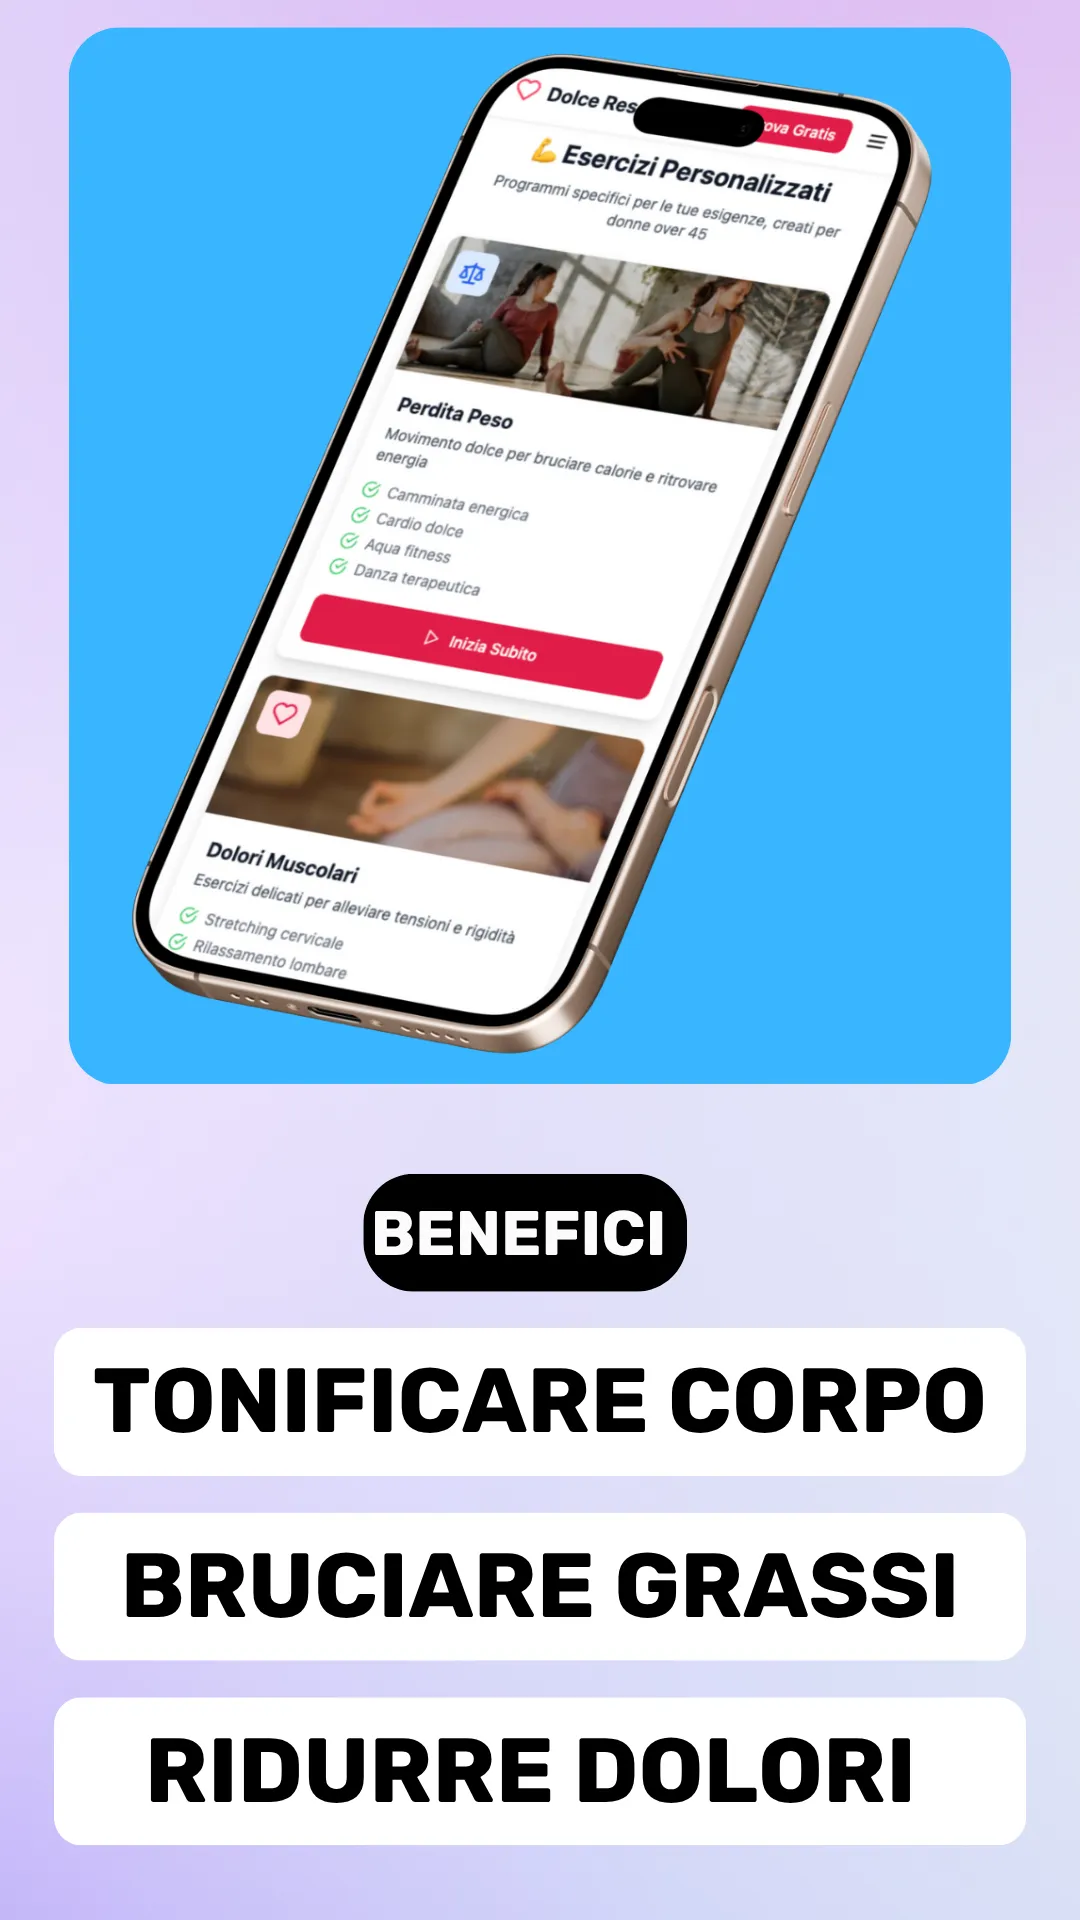 Dolce Res
ova Gratis
💪 Esercizi Personalizzati
Programmi specifici per le tue esigenze, creati per
donne over 45
Perdita Peso
Movimento dolce per bruciare calorie e ritrovare
energia
Camminata energica
Cardio dolce
Aqua fitness
Danza terapeutica
Inizia Subito
Dolori Muscolari
Esercizi delicati per alleviare tensioni e rigidità
Stretching cervicale
Rilassamento lombare
BENEFICI
TONIFICARE CORPO
BRUCIARE GRASSI
RIDURRE DOLORI